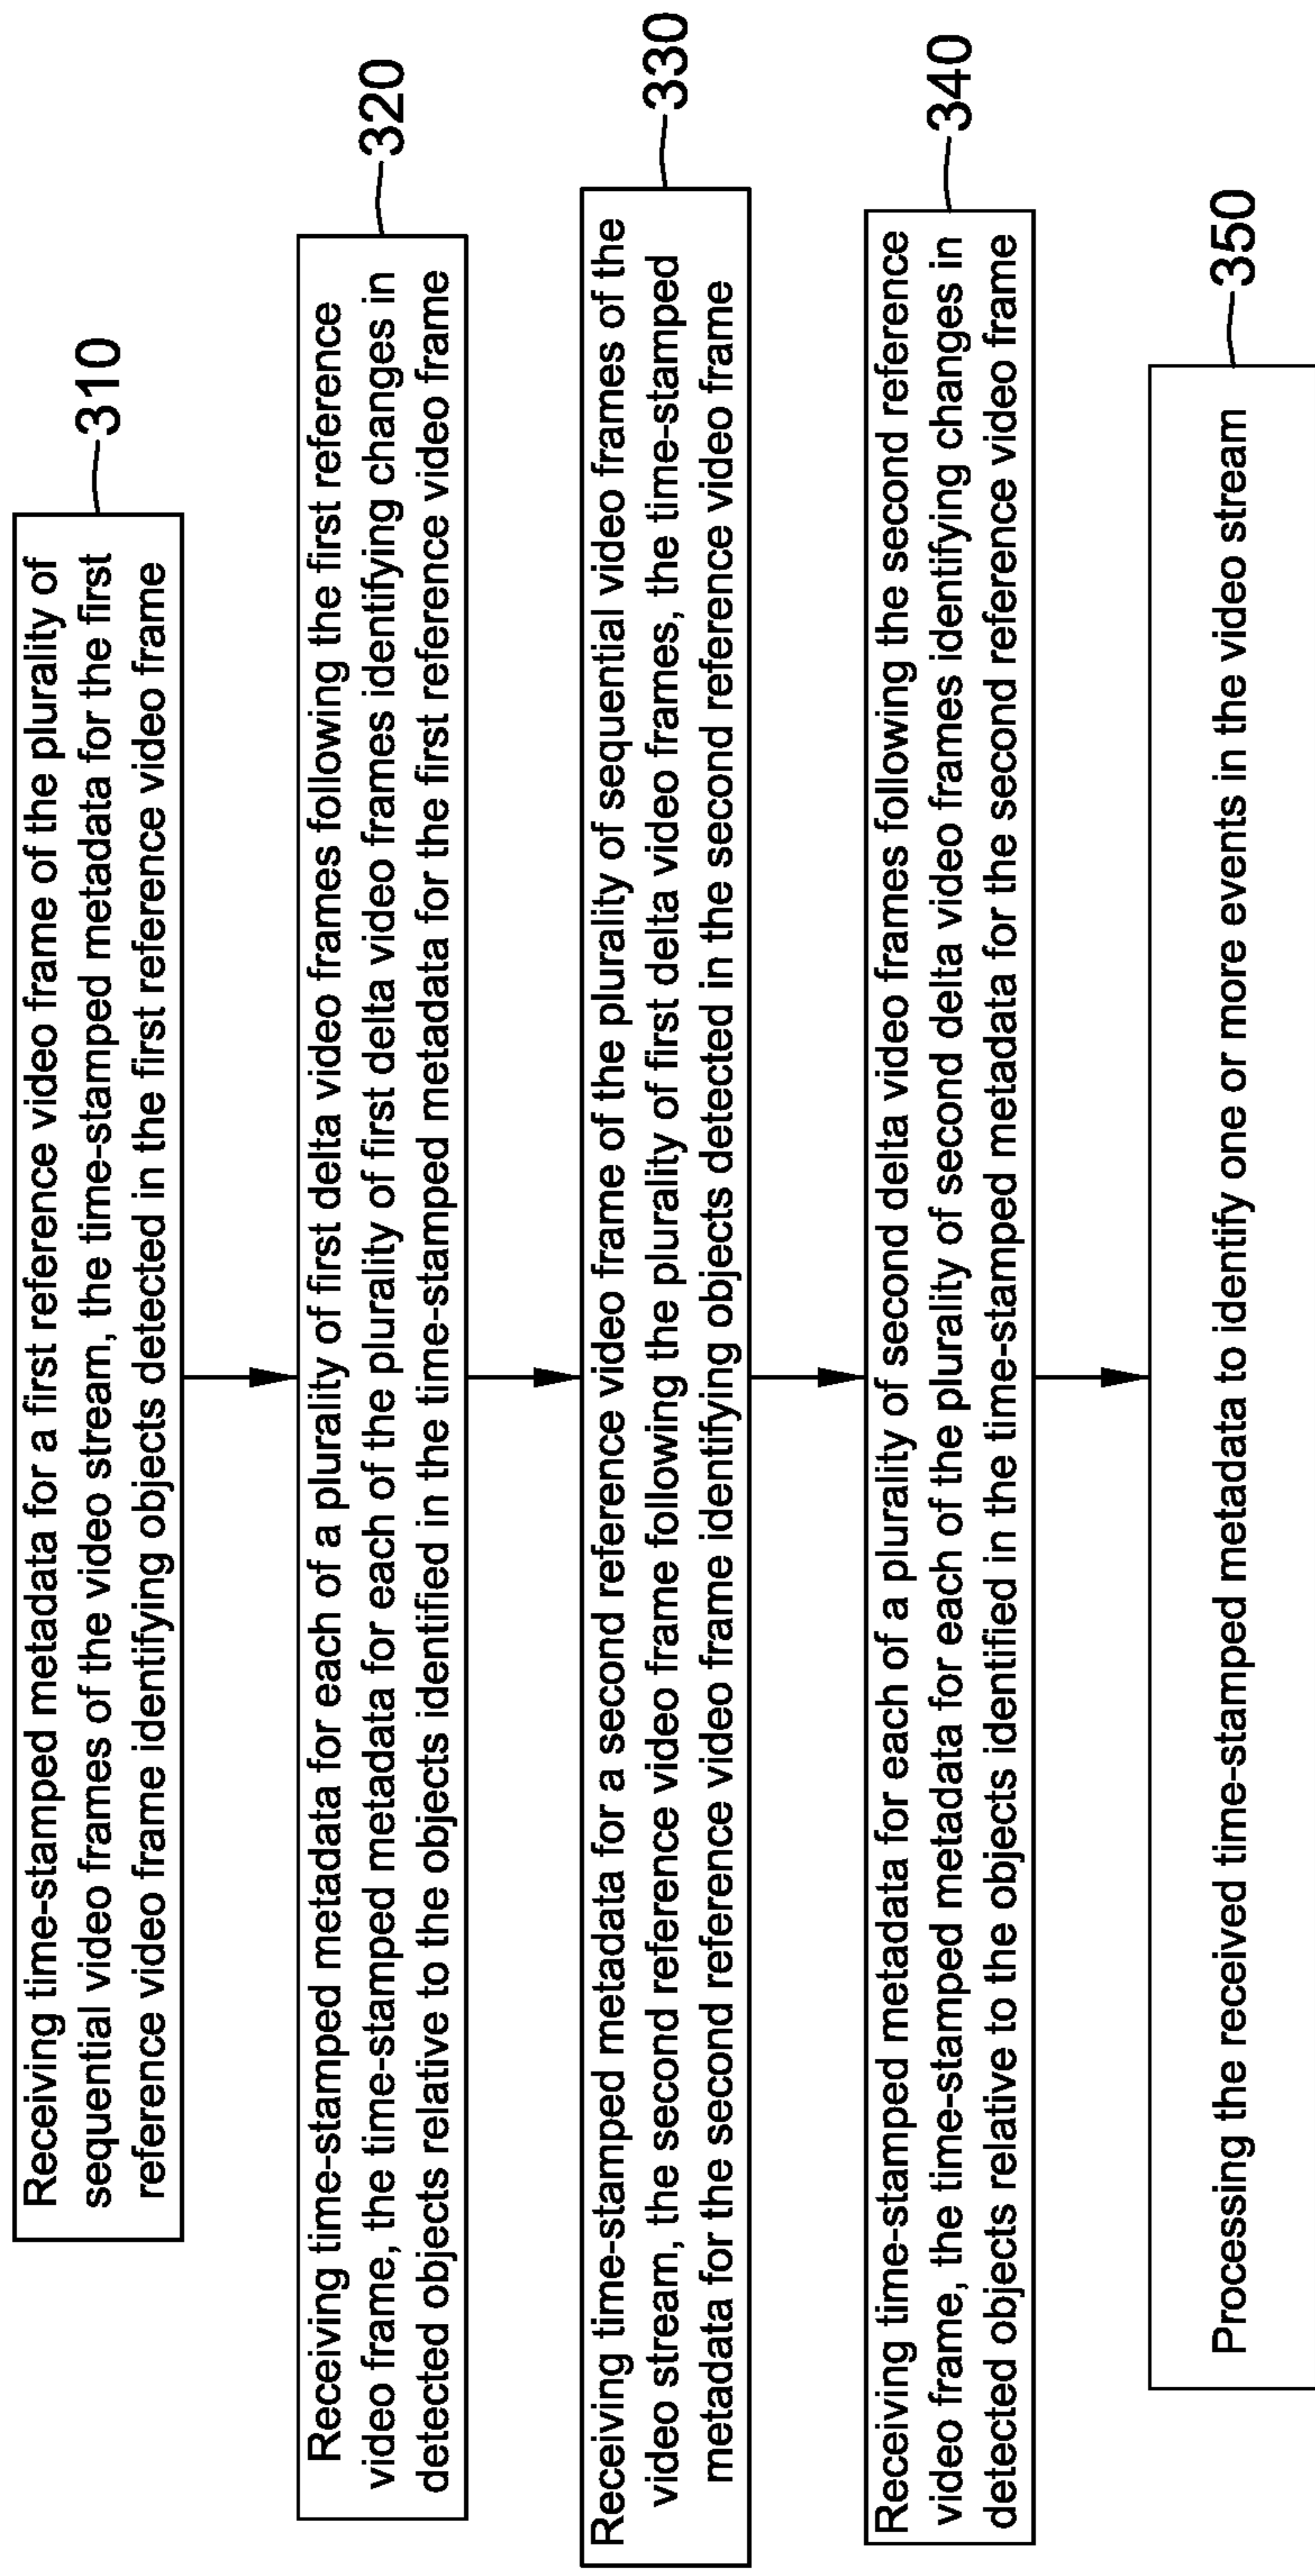 Receiving time-stamped metadata for a first reference video frame of the plurality of
sequential video frames of the video stream, the time-stamped metadata for the first
reference video frame identifying objects detected in the first reference video frame
310
Receiving time-stamped metadata for each of a plurality of first delta video frames following the first reference
video frame, the time-stamped metadata for each of the plurality of first delta video frames identifying changes in
detected objects relative to the objects identified in the time-stamped metadata for the first reference video frame
320
Receiving time-stamped metadata for a second reference video frame of the plurality of sequential video frames of the
video stream, the second reference video frame following the plurality of first delta video frames, the time-stamped
metadata for the second reference video frame identifying objects detected in the second reference video frame
330
Receiving time-stamped metadata for each of a plurality of second delta video frames following the second reference
video frame, the time-stamped metadata for each of the plurality of second delta video frames identifying changes in
detected objects relative to the objects identified in the time-stamped metadata for the second reference video frame
340
Processing the received time-stamped metadata to identify one or more events in the video stream
350